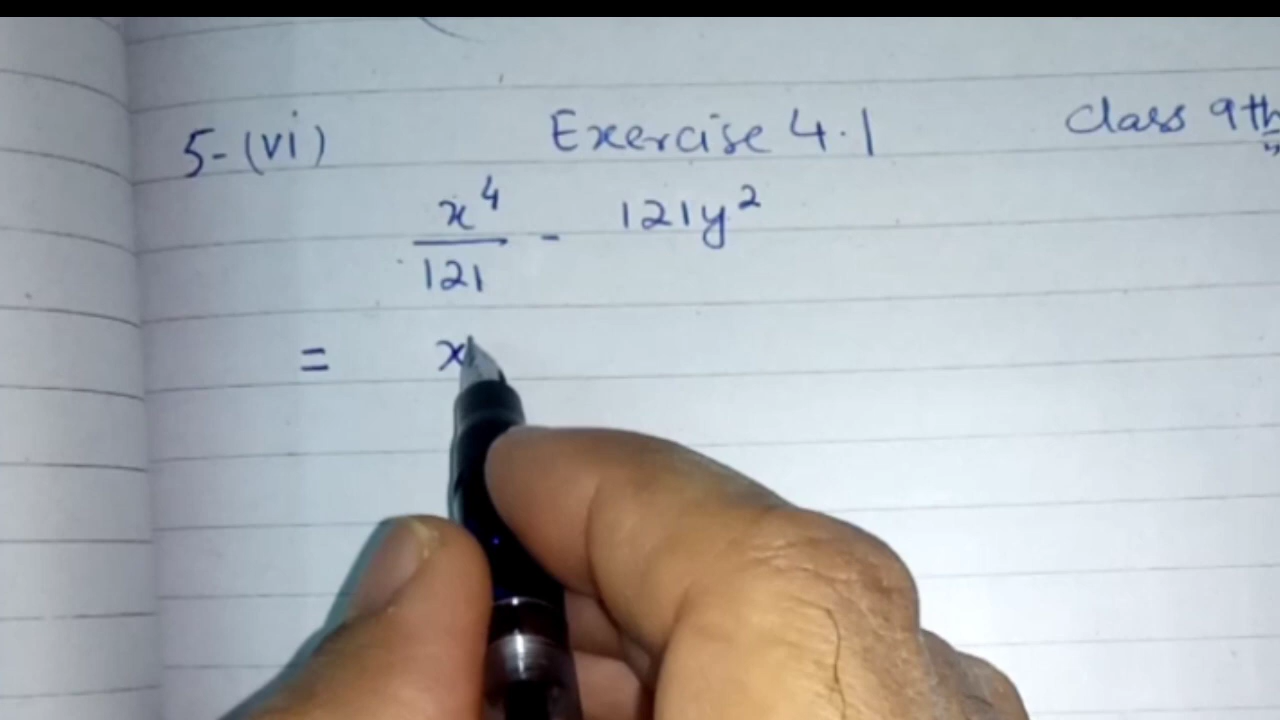 5-(vi) Exercise 4.1 Class 9th
x⁴/121 - 121y²
= x